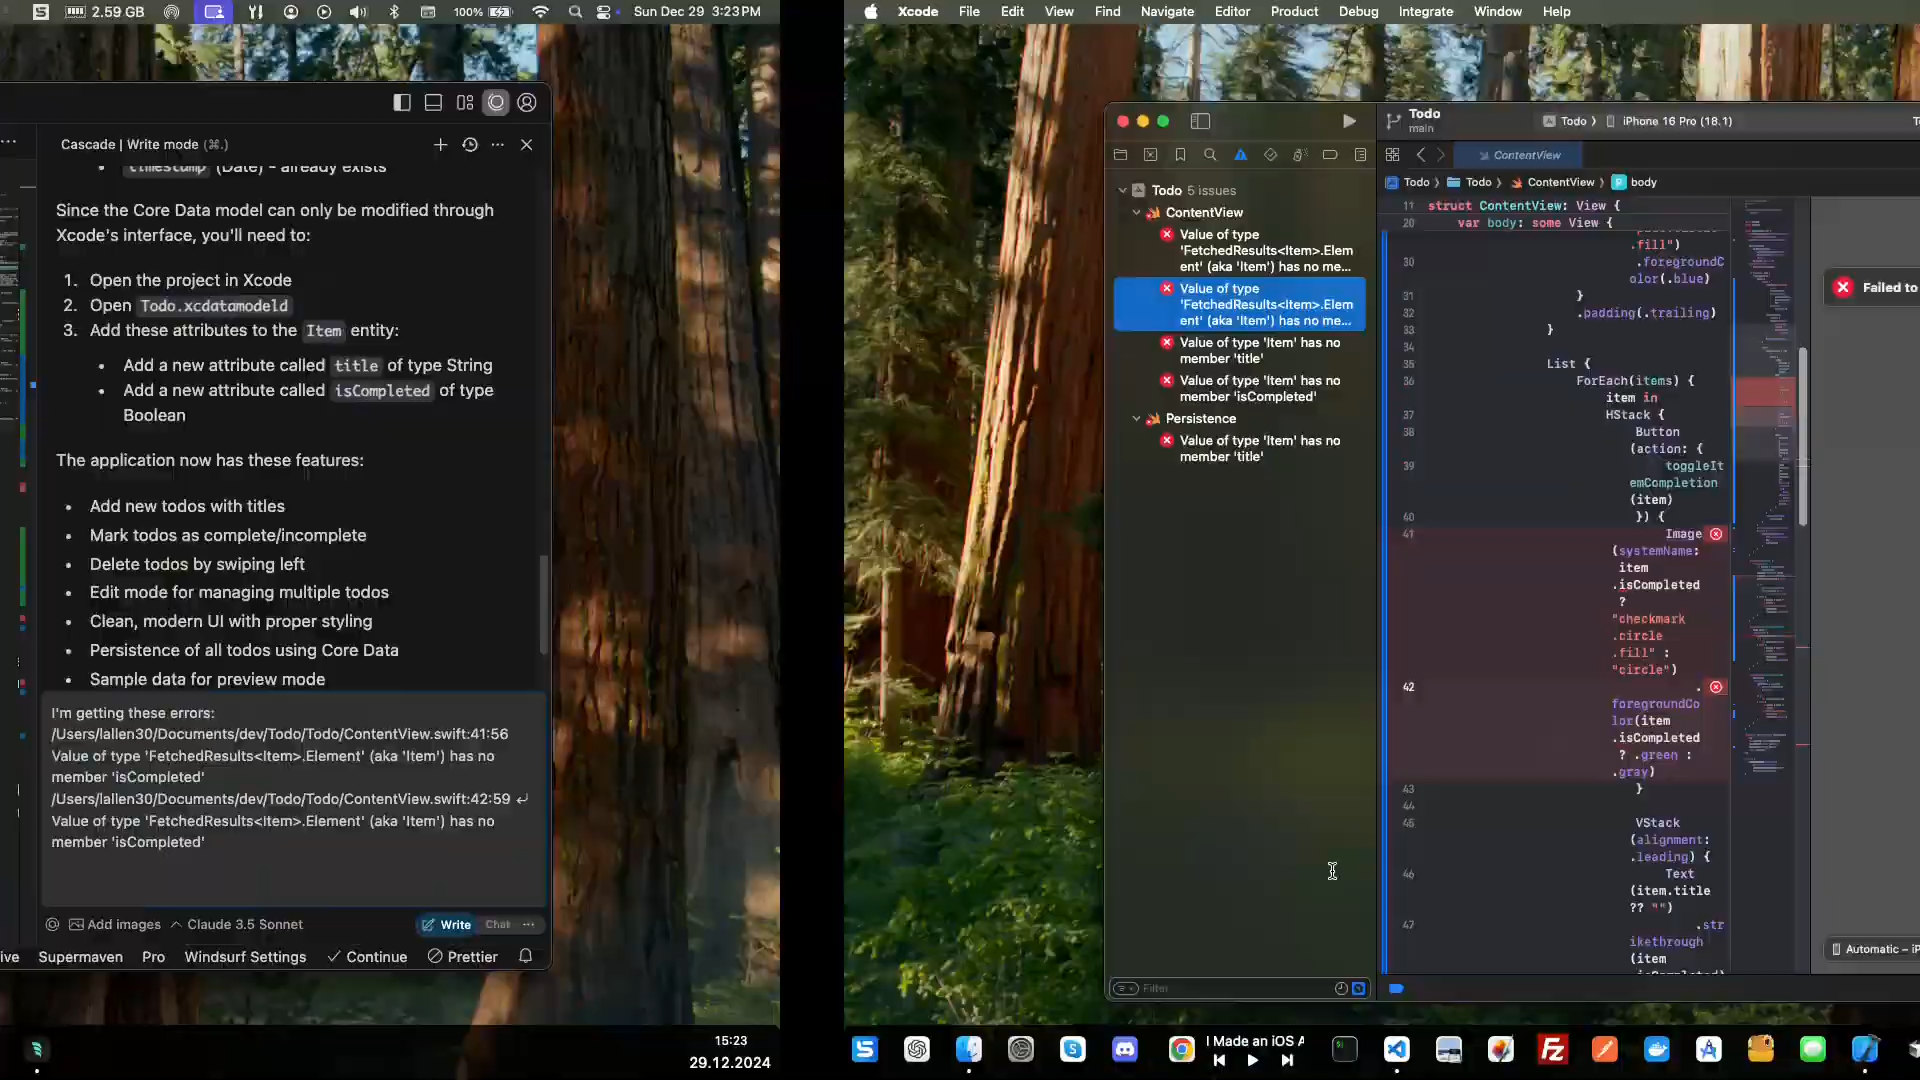 2.59 GB
100%
Sun Dec 29 3:23 PM
Cascade | Write mode (⌘.)
timestamp (Date) - already exists
Since the Core Data model can only be modified through
Xcode's interface, you'll need to:
1. Open the project in Xcode
2. Open Todo.xcdatamodeld
3. Add these attributes to the Item entity:
• Add a new attribute called title of type String
• Add a new attribute called isCompleted of type
Boolean
The application now has these features:
• Add new todos with titles
• Mark todos as complete/incomplete
• Delete todos by swiping left
• Edit mode for managing multiple todos
• Clean, modern UI with proper styling
• Persistence of all todos using Core Data
• Sample data for preview mode
I'm getting these errors:
/Users/lallen30/Documents/dev/Todo/Todo/ContentView.swift:41:56
Value of type 'FetchedResults<Item>.Element' (aka 'Item') has no
member 'isCompleted'
/Users/lallen30/Documents/dev/Todo/Todo/ContentView.swift:42:59
Value of type 'FetchedResults<Item>.Element' (aka 'Item') has no
member 'isCompleted'
Add images
Claude 3.5 Sonnet
Write
Chat
ive
Supermaven
Pro
Windsurf Settings
Continue
Prettier
15:23
29.12.2024
Xcode File Edit View Find Navigate Editor Product Debug Integrate Window Help
Todo
main
Todo
iPhone 16 Pro (18.1)
ContentView
Todo
Todo
ContentView
body
Todo 5 issues
ContentView
Value of type
'FetchedResults<Item>.Elem
ent' (aka 'Item') has no me...
Value of type
'FetchedResults<Item>.Elem
ent' (aka 'Item') has no me...
Value of type 'Item' has no
member 'title'
Value of type 'Item' has no
member 'isCompleted'
Persistence
Value of type 'Item' has no
member 'title'
Filter
11 struct ContentView: View {
20 var body: some View {
.fill")
30 .foregroundC
olor(.blue)
31 }
32 .padding(.trailing)
33 }
34
35 List {
36 ForEach(items) {
item in
37 HStack {
38 Button
(action: {
39 toggleIt
emCompletion
(item)
40 }) {
41 Image
(systemName:
item
.isCompleted
?
"checkmark
.circle
.fill" :
"circle")
42 .
foregroundCo
lor(item
.isCompleted
? .green :
.gray)
43 }
44
45 VStack
(alignment:
.leading) {
46 Text
(item.title
?? "")
47 .str
ikethrough
(item
.isCompleted)
Failed to
Automatic – iP
I Made an iOS A
Fz